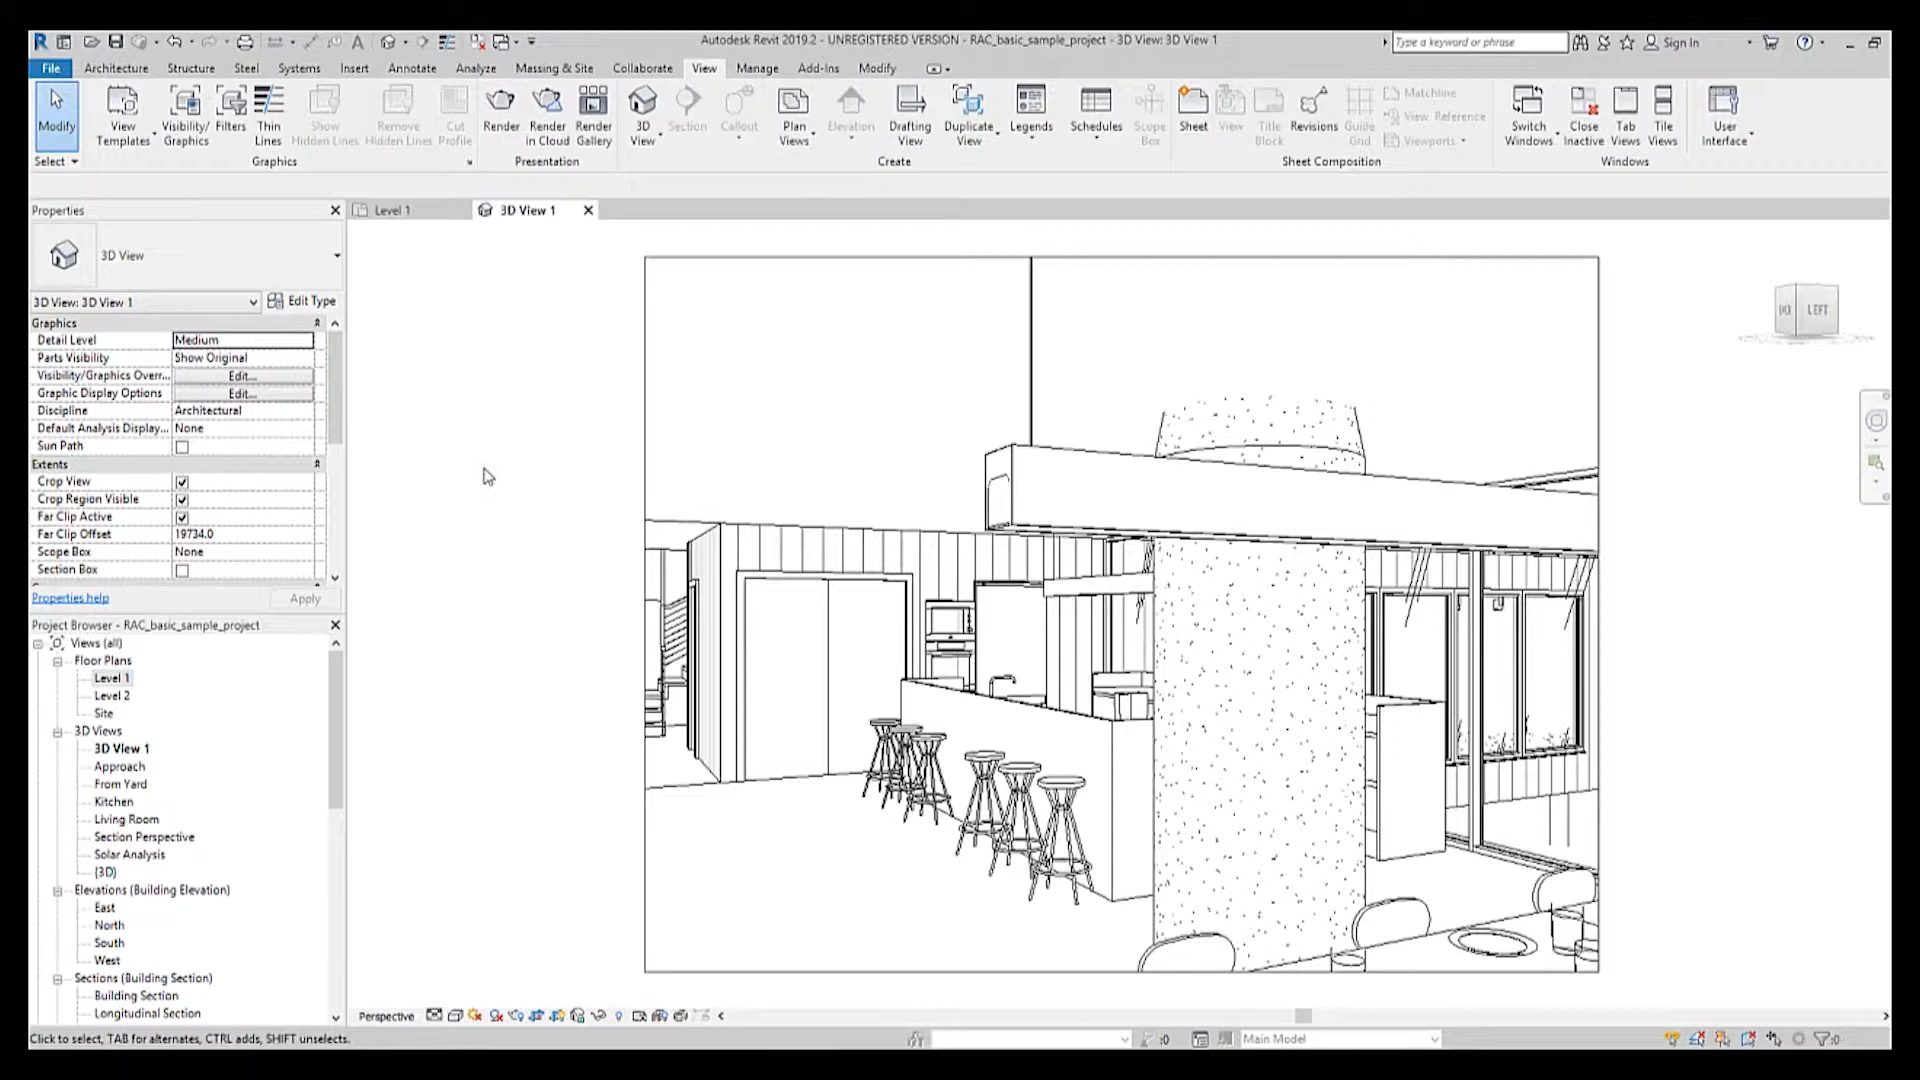 Autodesk Revit 2019.2 - UNREGISTERED VERSION - RAC_basic_sample_project - 3D View: 3D View 1
Type a keyword or phrase
Sign In
File Architecture Structure Steel Systems Insert Annotate Analyze Massing & Site Collaborate View Manage Add-Ins Modify
Modify
View Templates
Visibility/ Graphics
Filters
Thin Lines
Show Hidden Lines
Remove Hidden Lines
Cut Profile
Render
Render in Cloud
Render Gallery
3D View
Section
Callout
Plan Views
Elevation
Drafting View
Duplicate View
Legends
Schedules
Scope Box
Sheet
View
Title Block
Revisions
Guide Grid
Matchline
View Reference
Viewports
Switch Windows
Close Inactive
Tab Views
Tile Views
User Interface
Select
Graphics
Presentation
Create
Sheet Composition
Windows
Properties
Level 1
3D View 1
3D View
3D View: 3D View 1
Edit Type
Graphics
Detail Level Medium
Parts Visibility Show Original
Visibility/Graphics Overr... Edit...
Graphic Display Options Edit...
Discipline Architectural
Default Analysis Display... None
Sun Path
Extents
Crop View
Crop Region Visible
Far Clip Active
Far Clip Offset 19734.0
Scope Box None
Section Box
Properties help
Apply
Project Browser - RAC_basic_sample_project
Views (all)
Floor Plans
Level 1
Level 2
Site
3D Views
3D View 1
Approach
From Yard
Kitchen
Living Room
Section Perspective
Solar Analysis
{3D}
Elevations (Building Elevation)
East
North
South
West
Sections (Building Section)
Building Section
Longitudinal Section
LEFT
Perspective
Click to select, TAB for alternates, CTRL adds, SHIFT unselects.
:0
Main Model
:0